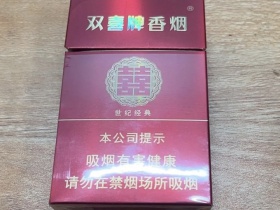 双喜牌香烟
囍
世纪经典
本公司提示
吸烟有害健康
请勿在禁烟场所吸烟